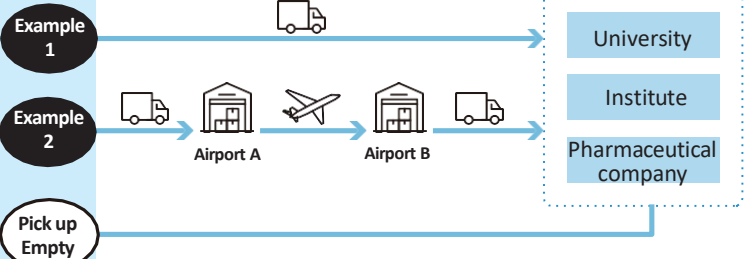 Example
1
University
Institute
Example
2
Airport A
Airport B
Pharmaceutical
company
Pick up
Empty